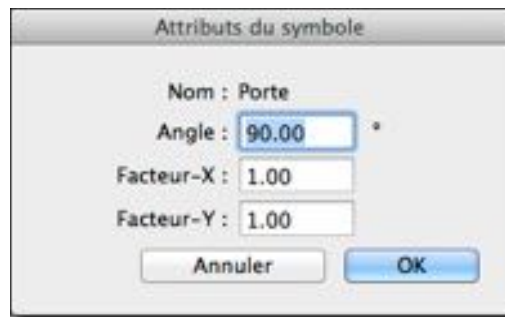 Attributs du symbole
Nom : Porte
Angle : 90.00 °
Facteur-X : 1.00
Facteur-Y : 1.00
Annuler OK